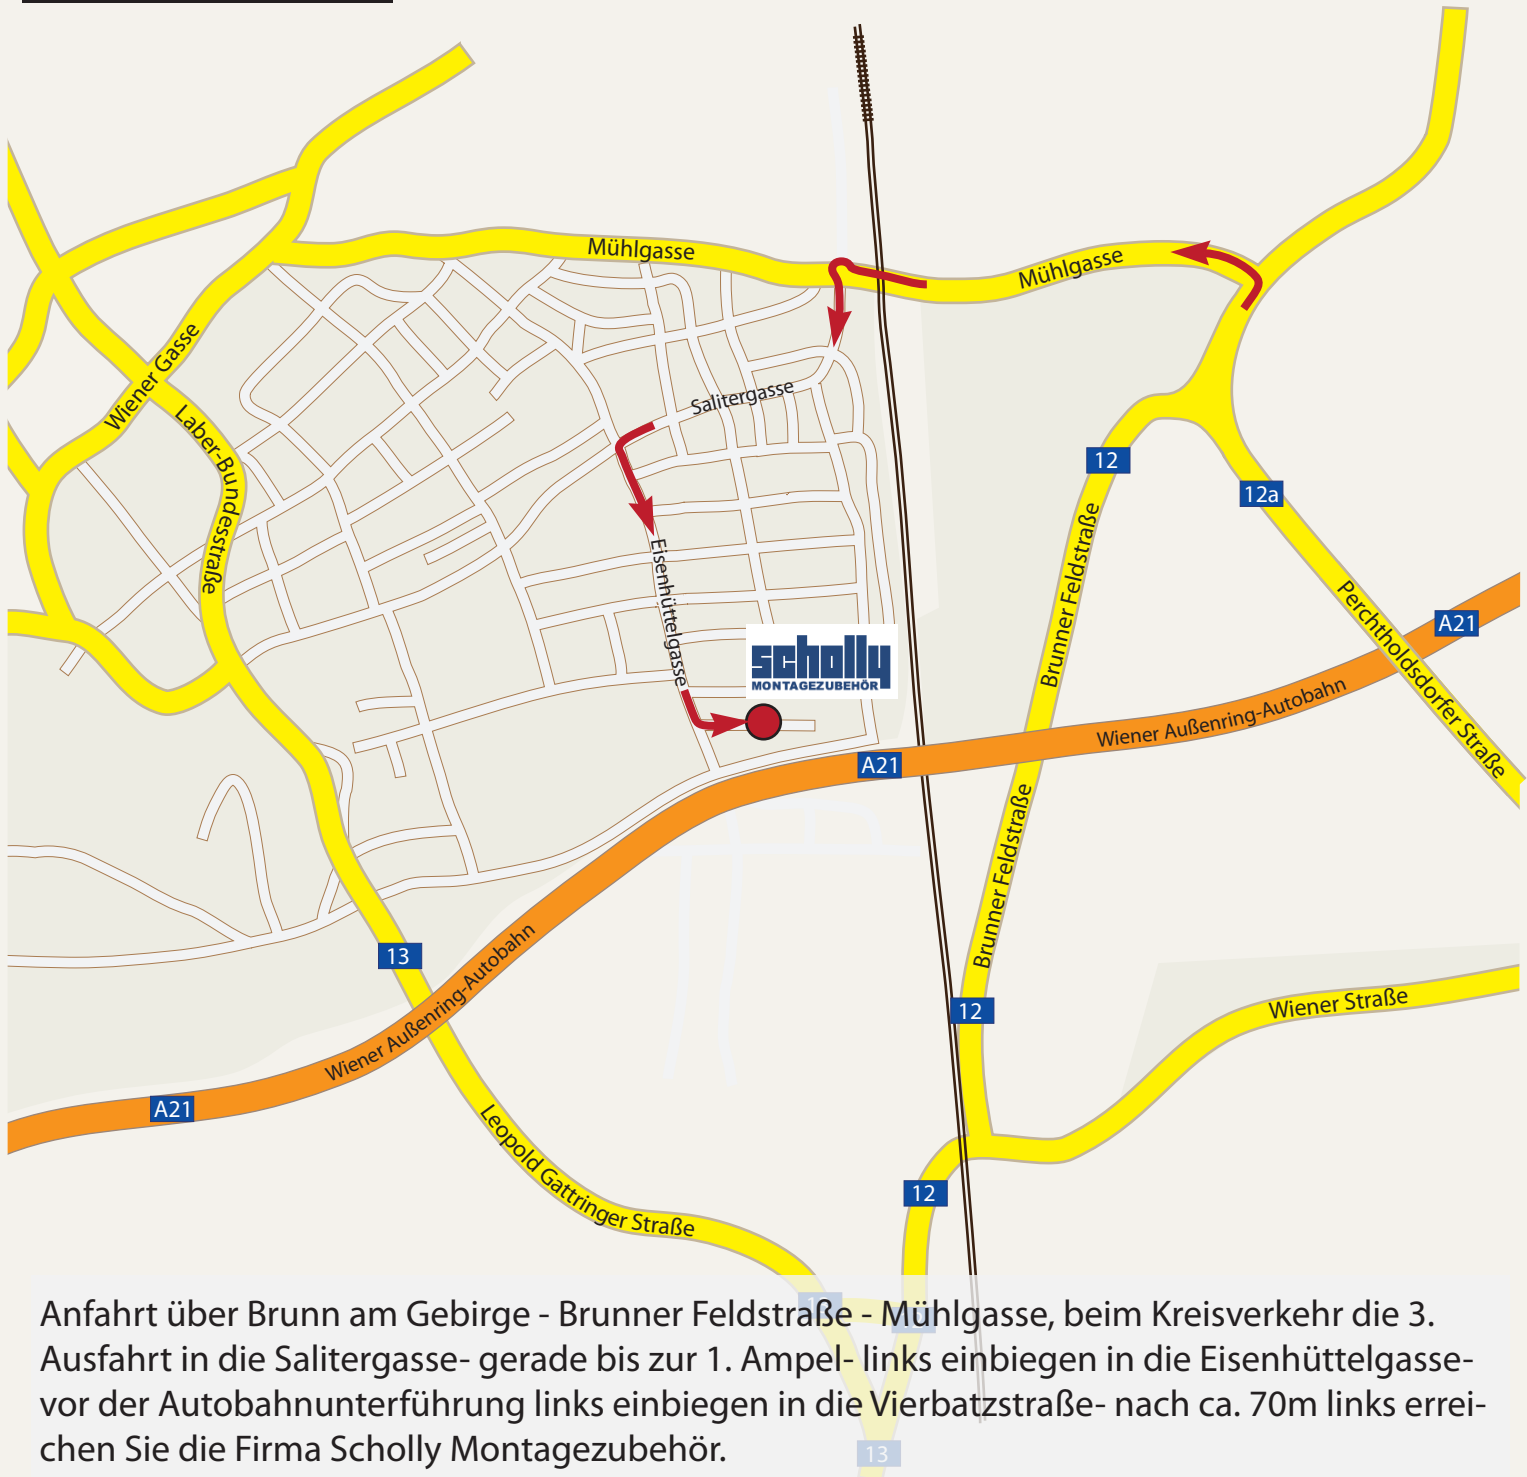 Mühlgasse
Mühlgasse
Wiener Gasse
Laber-Bundesstraße
Salitergasse
12
12a
Brunner Feldstraße
Eisenhüttelgasse
Perchtholdsdorfer Straße
A21
scholly
MONTAGEZUBEHÖR
Wiener Außenring-Autobahn
A21
Brunner Feldstraße
13
Wiener Außenring-Autobahn
12
Wiener Straße
A21
Leopold Gattringer Straße
12
Anfahrt über Brunn am Gebirge - Brunner Feldstraße - Mühlgasse, beim Kreisverkehr die 3.
Ausfahrt in die Salitergasse- gerade bis zur 1. Ampel- links einbiegen in die Eisenhüttelgasse-
vor der Autobahnunterführung links einbiegen in die Vierbatzstraße- nach ca. 70m links errei-
chen Sie die Firma Scholly Montagezubehör.
13